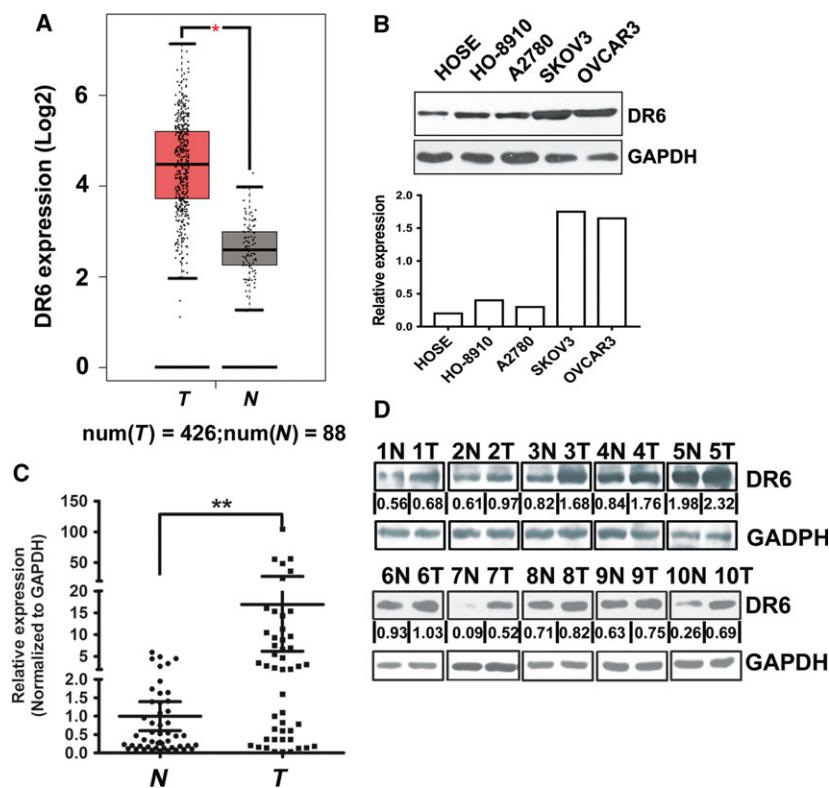 A
DR6 expression (Log2)
6
4
2
0
*
T N
num(T) = 426;num(N) = 88
B
HOSE HO-8910 A2780 SKOV3 OVCAR3
DR6
GAPDH
Relative expression
2.0
1.5
1.0
0.5
0.0
HOSE HO-8910 A2780 SKOV3 OVCAR3
C
Relative expression
(Normalized to GAPDH)
150
125
100
75
50
25
20
15
10
5
2.0
1.5
1.0
0.5
0.0
**
N T
D
1N 1T 2N 2T 3N 3T 4N 4T 5N 5T
DR6
0.56 0.68 0.61 0.97 0.82 1.68 0.84 1.76 1.98 2.32
GADPH
6N 6T 7N 7T 8N 8T 9N 9T 10N 10T
DR6
0.93 1.03 0.09 0.52 0.71 0.82 0.63 0.75 0.26 0.69
GAPDH